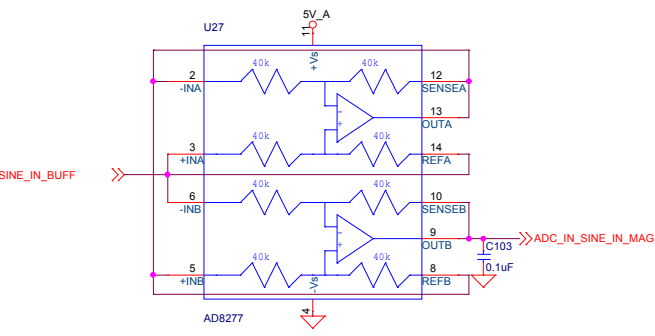 5V_A
U27
11
+Vs
40k 40k
2 12
-INA SENSEA
-
13
+
OUTA
40k 40k
3 14
+INA REFA
SINE_IN_BUFF
40k 40k
6 10
-INB SENSEB
-
9
+
OUTB
ADC_IN_SINE_IN_MAG
C103
40k 40k
5 8
0.1uF
+INB REFB
-Vs
4
AD8277